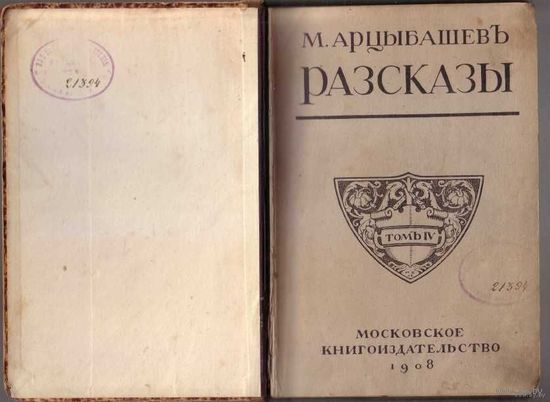 21394
М. АРЦЫБАШЕВЪ
РАЗСКАЗЫ
ТОМЪ IV
21394
МОСКОВСКОЕ
КНИГОИЗДАТЕЛЬСТВО
1908